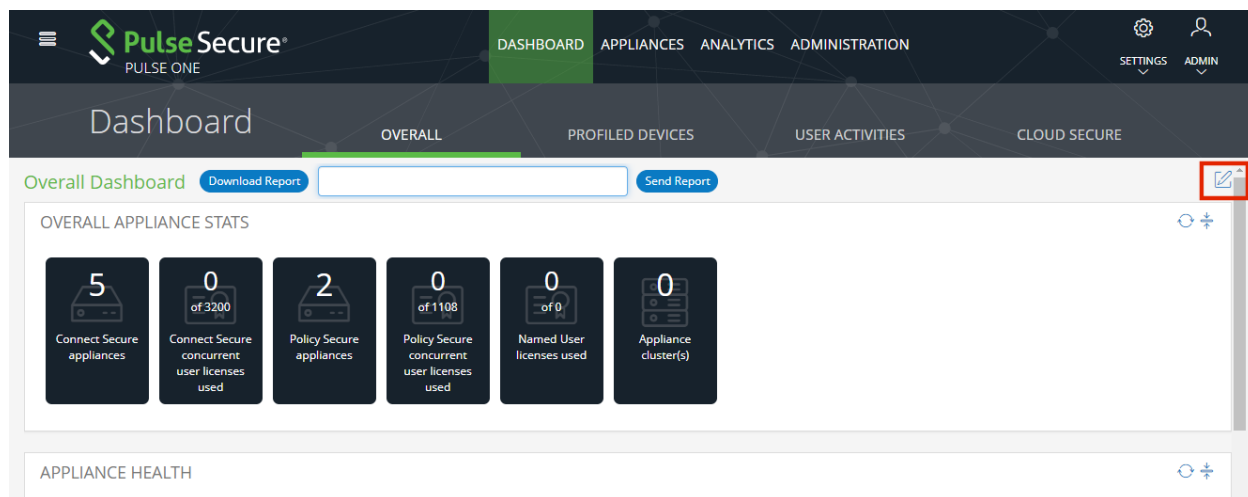 Pulse Secure®
PULSE ONE
DASHBOARD APPLIANCES ANALYTICS ADMINISTRATION
SETTINGS ADMIN
Dashboard
OVERALL PROFILED DEVICES USER ACTIVITIES CLOUD SECURE
Overall Dashboard Download Report Send Report
OVERALL APPLIANCE STATS
5
Connect Secure
appliances
0
of 3200
Connect Secure
concurrent
user licenses
used
2
Policy Secure
appliances
0
of 1108
Policy Secure
concurrent
user licenses
used
0
of 0
Named User
licenses used
0
Appliance
cluster(s)
APPLIANCE HEALTH